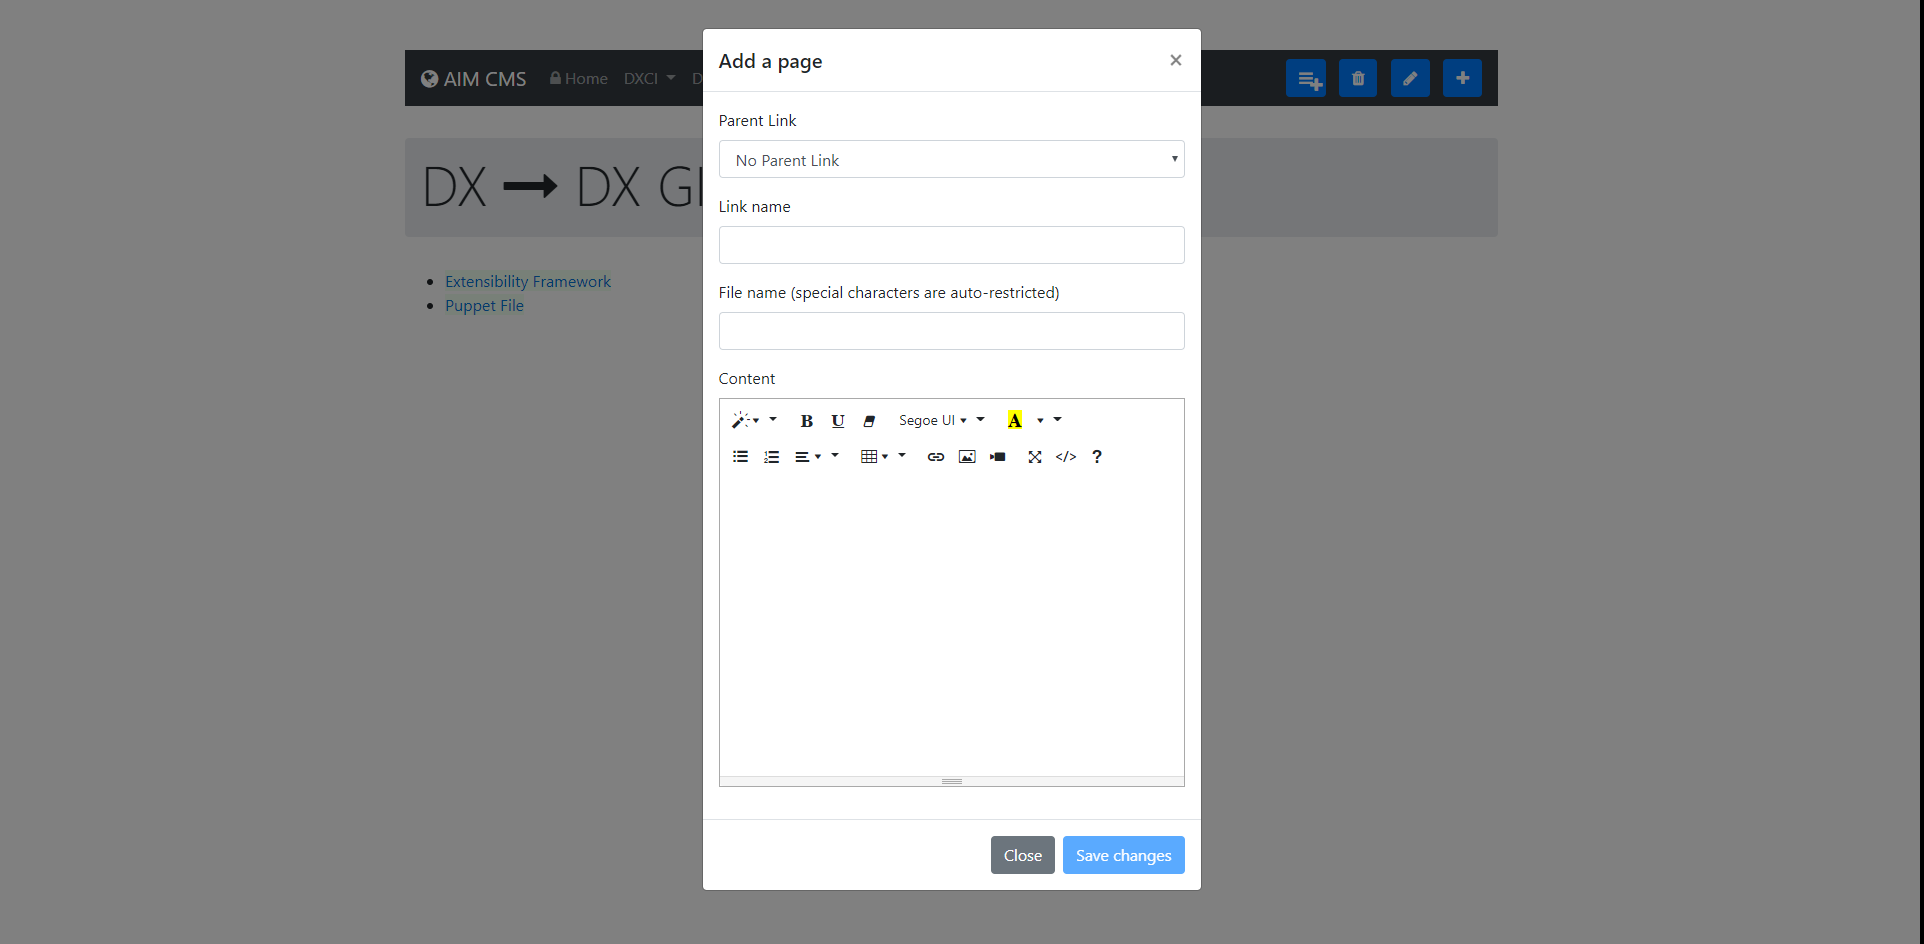 Add a page ×
AIM CMS Home DXCI
DX → DX
Extensibility Framework
Puppet File
Parent Link
No Parent Link
Link name
File name (special characters are auto-restricted)
Content
B U Segoe UI A
</> ?
Close Save changes